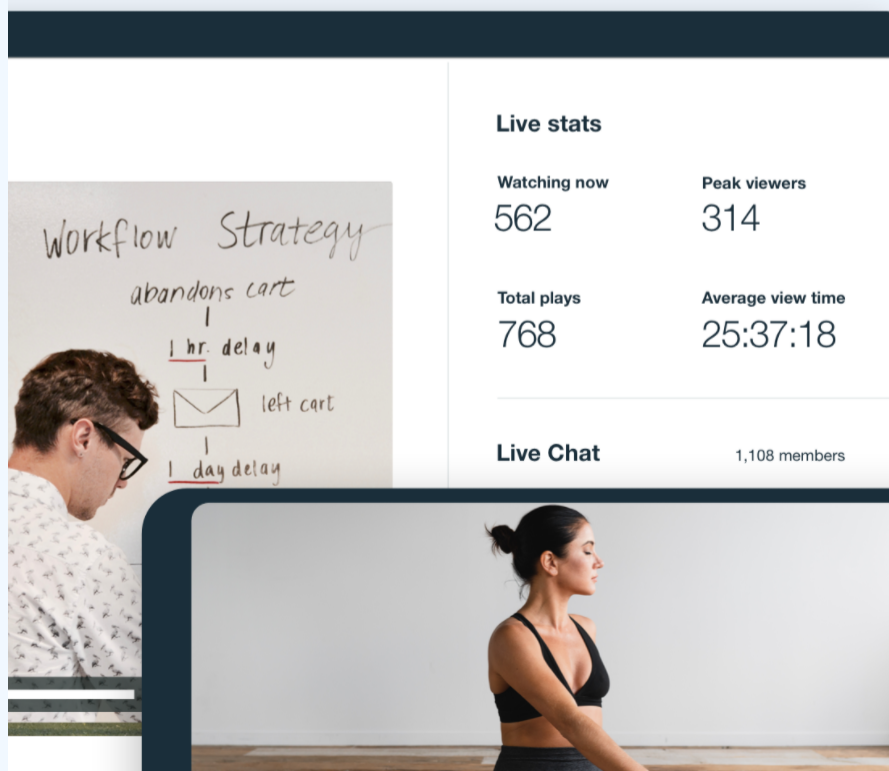 Workflow Strategy
abandons cart
1 hr. delay
left cart
1 day delay
Live stats
Watching now
562
Peak viewers
314
Total plays
768
Average view time
25:37:18
Live Chat
1,108 members